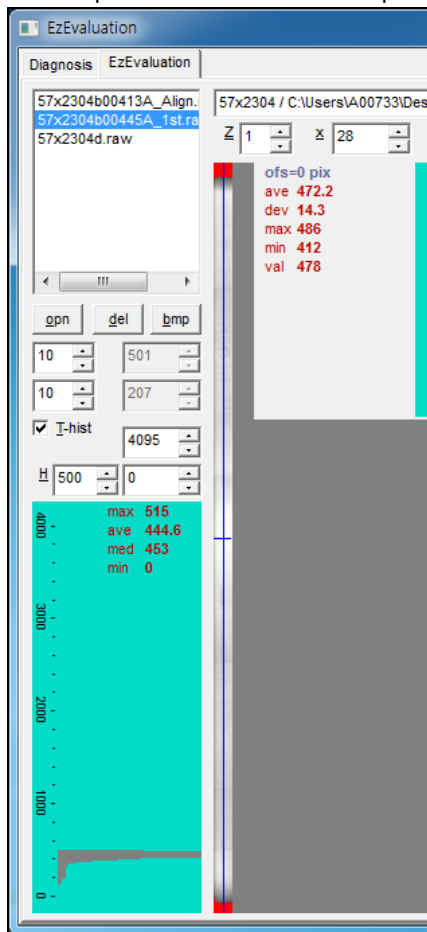 EzEvaluation
Diagnosis EzEvaluation
57x2304b00413A_Align.
57x2304b00445A_1st.ra
57x2304d.raw
57x2304 / C:\Users\A00733\Des
Z 1 x 28
ofs=0 pix
ave 472.2
dev 14.3
max 486
min 412
val 478
opn del bmp
10 501
10 207
T-hist 4095
H 500 0
max 515
ave 444.6
med 453
min 0
4000
3000
2000
1000
0